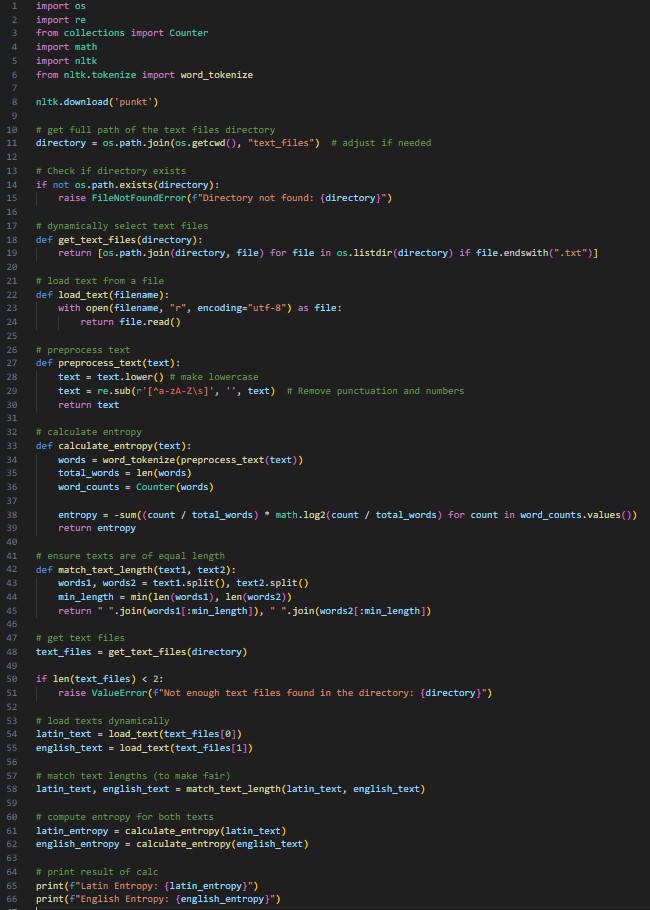 1 import os
2 import re
3 from collections import Counter
4 import math
5 import nltk
6 from nltk.tokenize import word_tokenize
7
8 nltk.download('punkt')
9
10 # get full path of the text files directory
11 directory = os.path.join(os.getcwd(), "text_files")  # adjust if needed
12
13 # Check if directory exists
14 if not os.path.exists(directory):
15     raise FileNotFoundError(f"Directory not found: {directory}")
16
17 # dynamically select text files
18 def get_text_files(directory):
19     return [os.path.join(directory, file) for file in os.listdir(directory) if file.endswith(".txt")]
20
21 # load text from a file
22 def load_text(filename):
23     with open(filename, "r", encoding="utf-8") as file:
24         return file.read()
25
26 # preprocess text
27 def preprocess_text(text):
28     text = text.lower() # make lowercase
29     text = re.sub(r'[^a-zA-Z\s]', '', text)  # Remove punctuation and numbers
30     return text
31
32 # calculate entropy
33 def calculate_entropy(text):
34     words = word_tokenize(preprocess_text(text))
35     total_words = len(words)
36     word_counts = Counter(words)
37
38     entropy = -sum((count / total_words) * math.log2(count / total_words) for count in word_counts.values())
39     return entropy
40
41 # ensure texts are of equal length
42 def match_text_length(text1, text2):
43     words1, words2 = text1.split(), text2.split()
44     min_length = min(len(words1), len(words2))
45     return " ".join(words1[:min_length]), " ".join(words2[:min_length])
46
47 # get text files
48 text_files = get_text_files(directory)
49
50 if len(text_files) < 2:
51     raise ValueError(f"Not enough text files found in the directory: {directory}")
52
53 # load texts dynamically
54 latin_text = load_text(text_files[0])
55 english_text = load_text(text_files[1])
56
57 # match text lengths (to make fair)
58 latin_text, english_text = match_text_length(latin_text, english_text)
59
60 # compute entropy for both texts
61 latin_entropy = calculate_entropy(latin_text)
62 english_entropy = calculate_entropy(english_text)
63
64 # print result of calc
65 print(f"Latin Entropy: {latin_entropy}")
66 print(f"English Entropy: {english_entropy}")